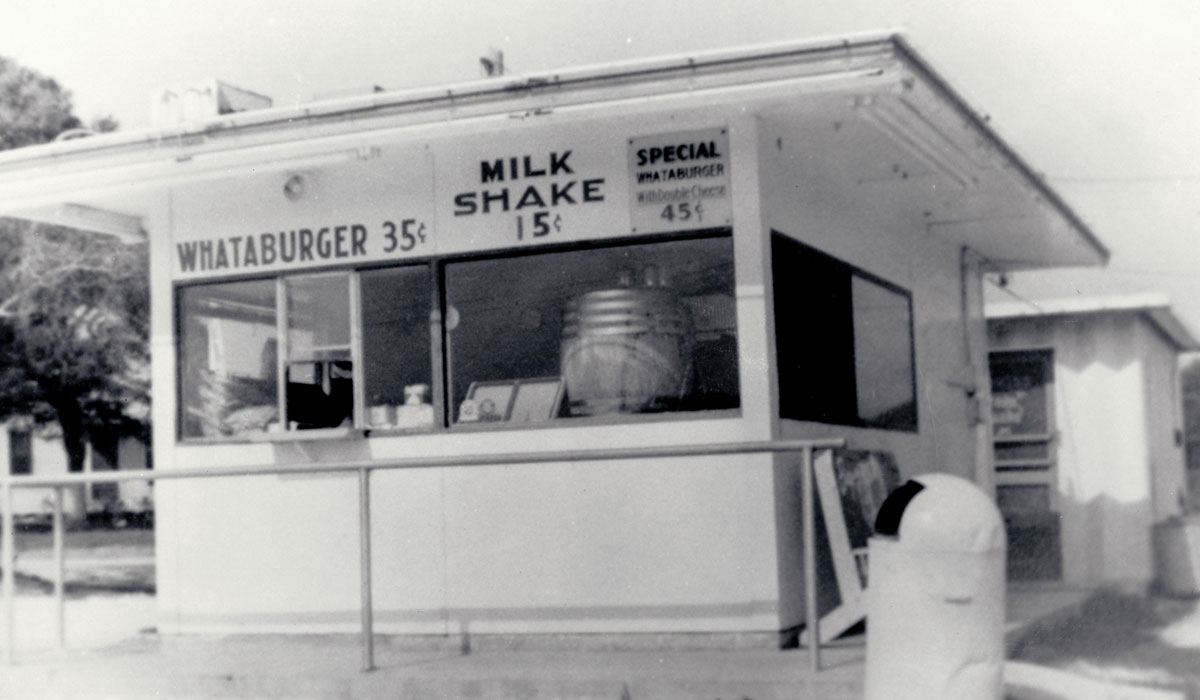 WHATABURGER 35¢
MILK
SHAKE
15¢
SPECIAL
WHATABURGER
With Double Cheese
45¢